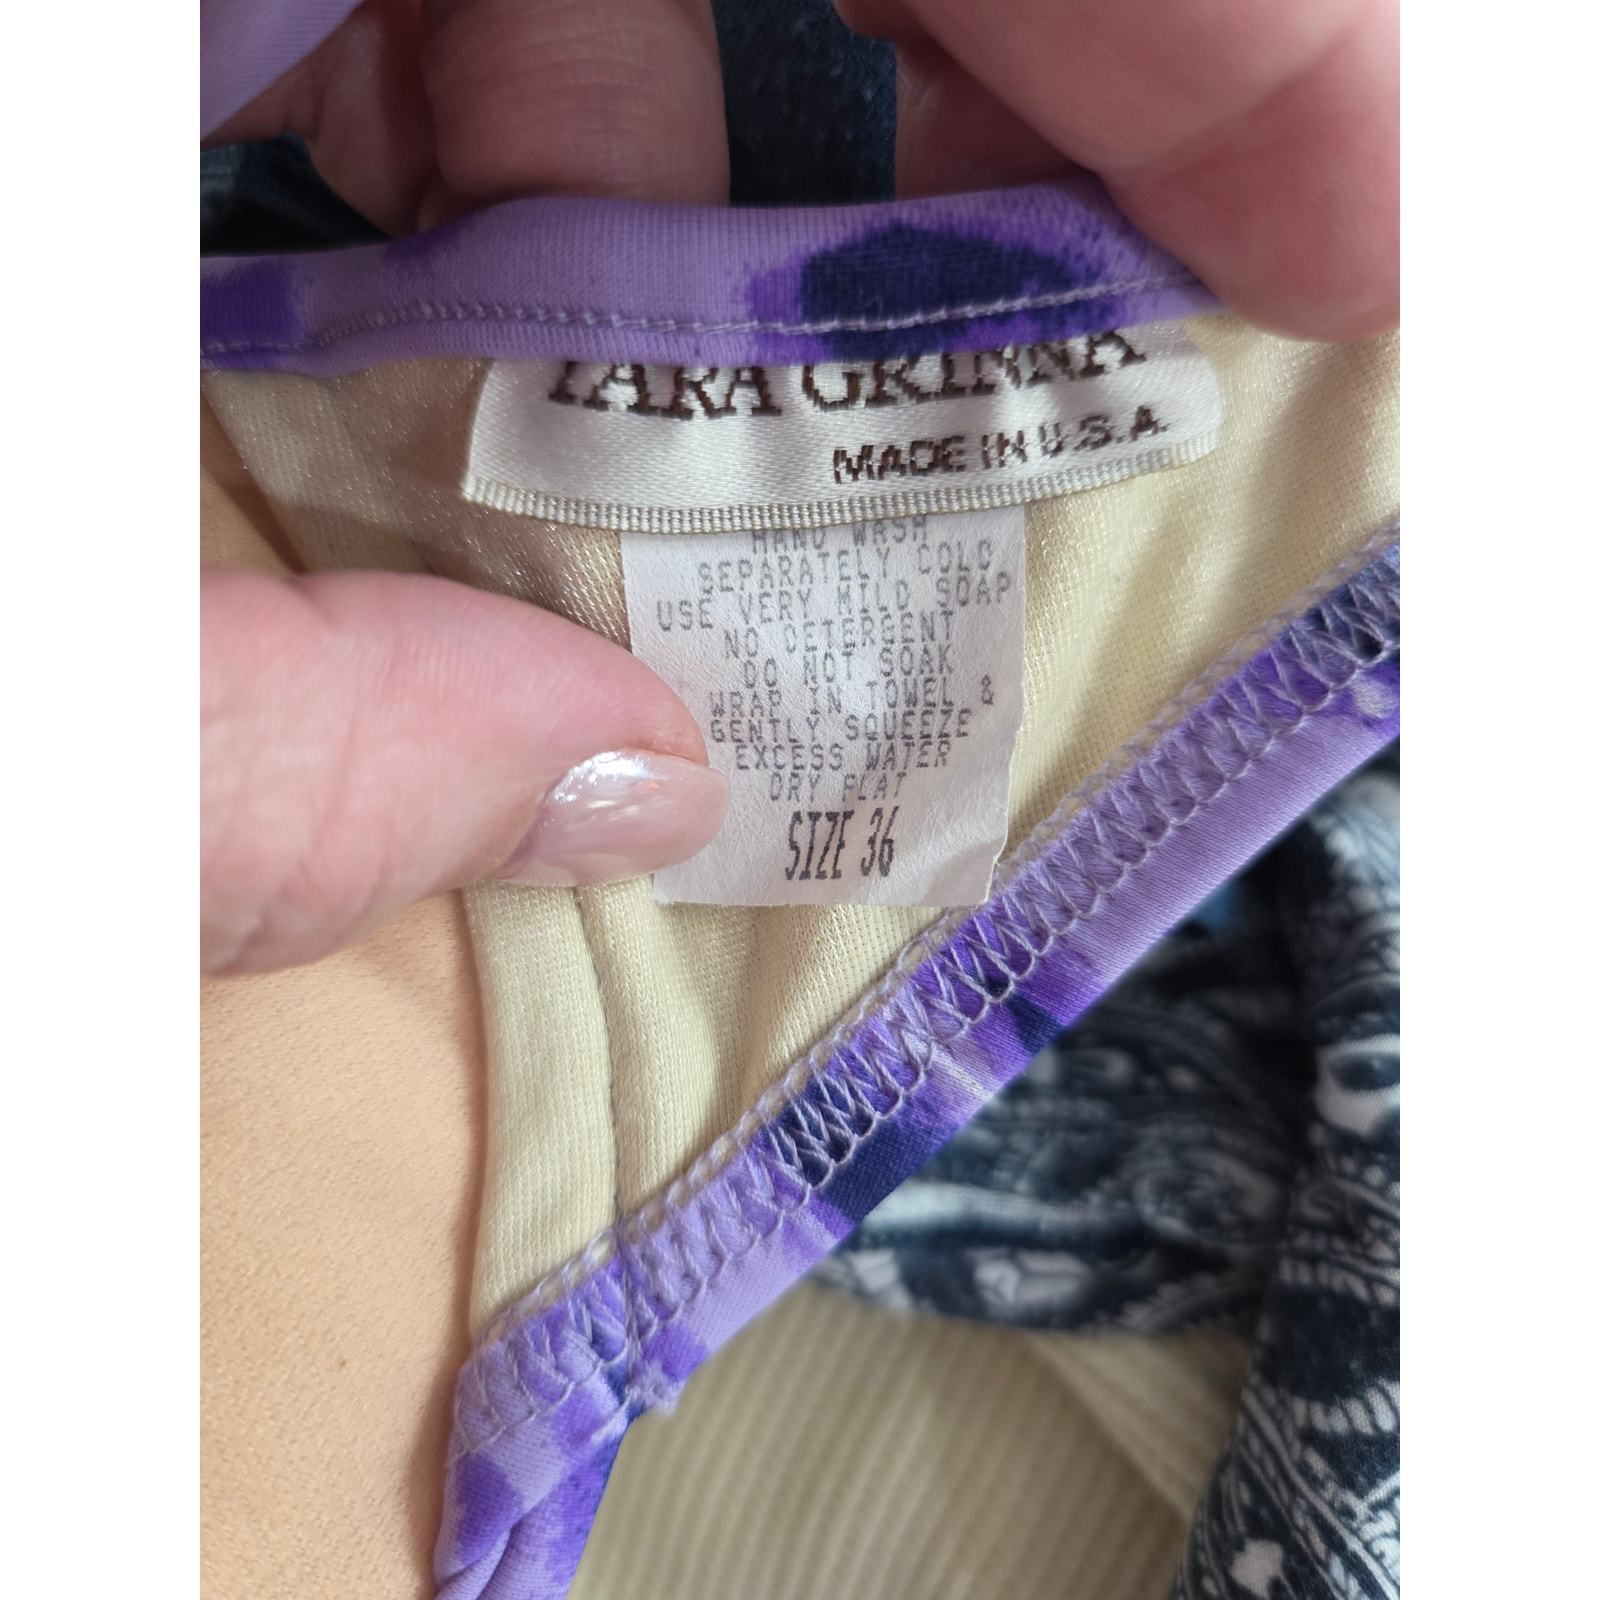 TARA GRINNA
MADE IN U.S.A.
HAND WASH
SEPARATELY COLD
USE VERY MILD SOAP
NO DETERGENT
DO NOT SOAK
WRAP IN TOWEL &
GENTLY SQUEEZE
EXCESS WATER
DRY FLAT
SIZE 36